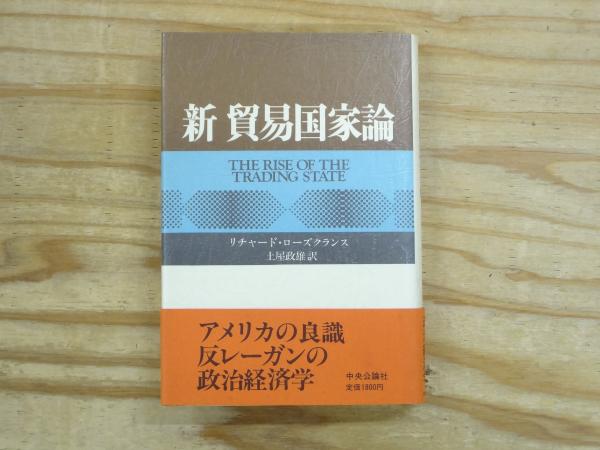 新 貿易国家論
THE RISE OF THE
TRADING STATE
リチャード・ローズクランス
土屋政雄訳
アメリカの良識
反レーガンの
政治経済学
中央公論社
定価1800円